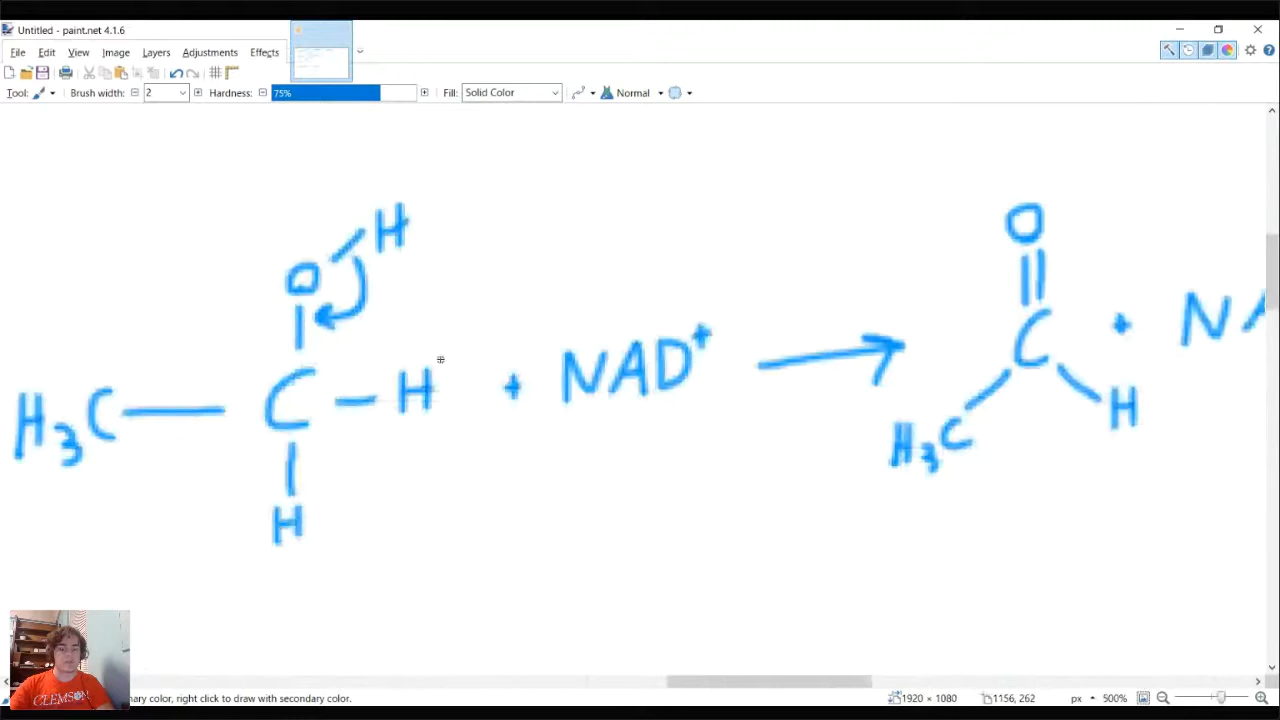 Untitled - paint.net 4.1.6
File Edit View Image Layers Adjustments Effects
Tool: Brush width: 2 Hardness: 75% Fill: Solid Color Normal
H
O
O
H₃C C H + NAD⁺ C + NA
H₃C H
H
CLEMSON
nary color, right click to draw with secondary color. 1920 × 1080 1156, 262 px 500%